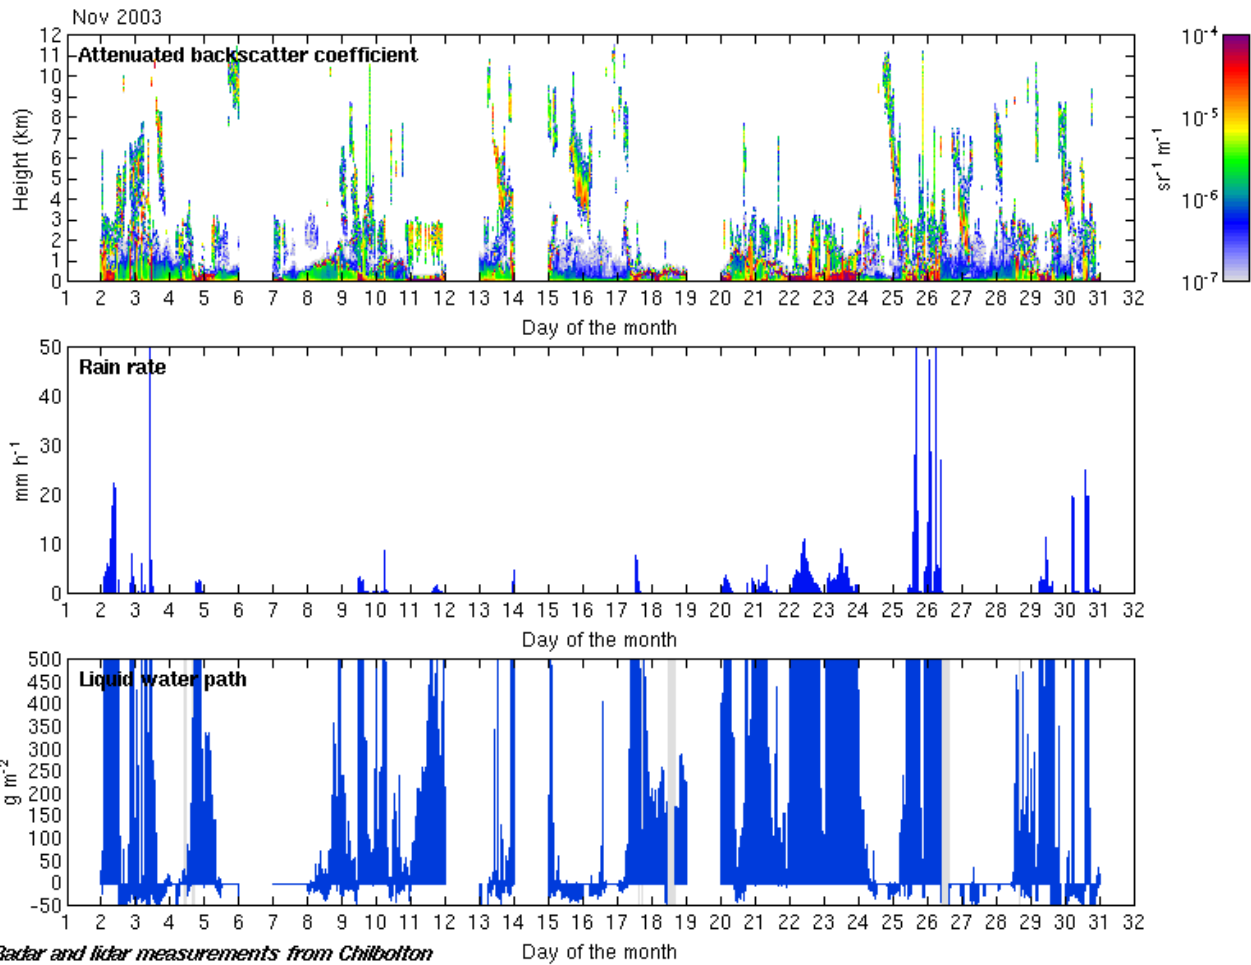 Nov 2003
Attenuated backscatter coefficient
12
11
10
9
8
7
6
5
4
3
2
1
0
Height (km)
1 2 3 4 5 6 7 8 9 10 11 12 13 14 15 16 17 18 19 20 21 22 23 24 25 26 27 28 29 30 31 32
Day of the month
10-4
10-5
10-6
10-7
sr-1 m-1
Rain rate
50
40
30
20
10
0
mm h-1
1 2 3 4 5 6 7 8 9 10 11 12 13 14 15 16 17 18 19 20 21 22 23 24 25 26 27 28 29 30 31 32
Day of the month
Liquid water path
500
450
400
350
300
250
200
150
100
50
0
-50
g m-2
1 2 3 4 5 6 7 8 9 10 11 12 13 14 15 16 17 18 19 20 21 22 23 24 25 26 27 28 29 30 31 32
Day of the month
Radar and lidar measurements from Chilbolton